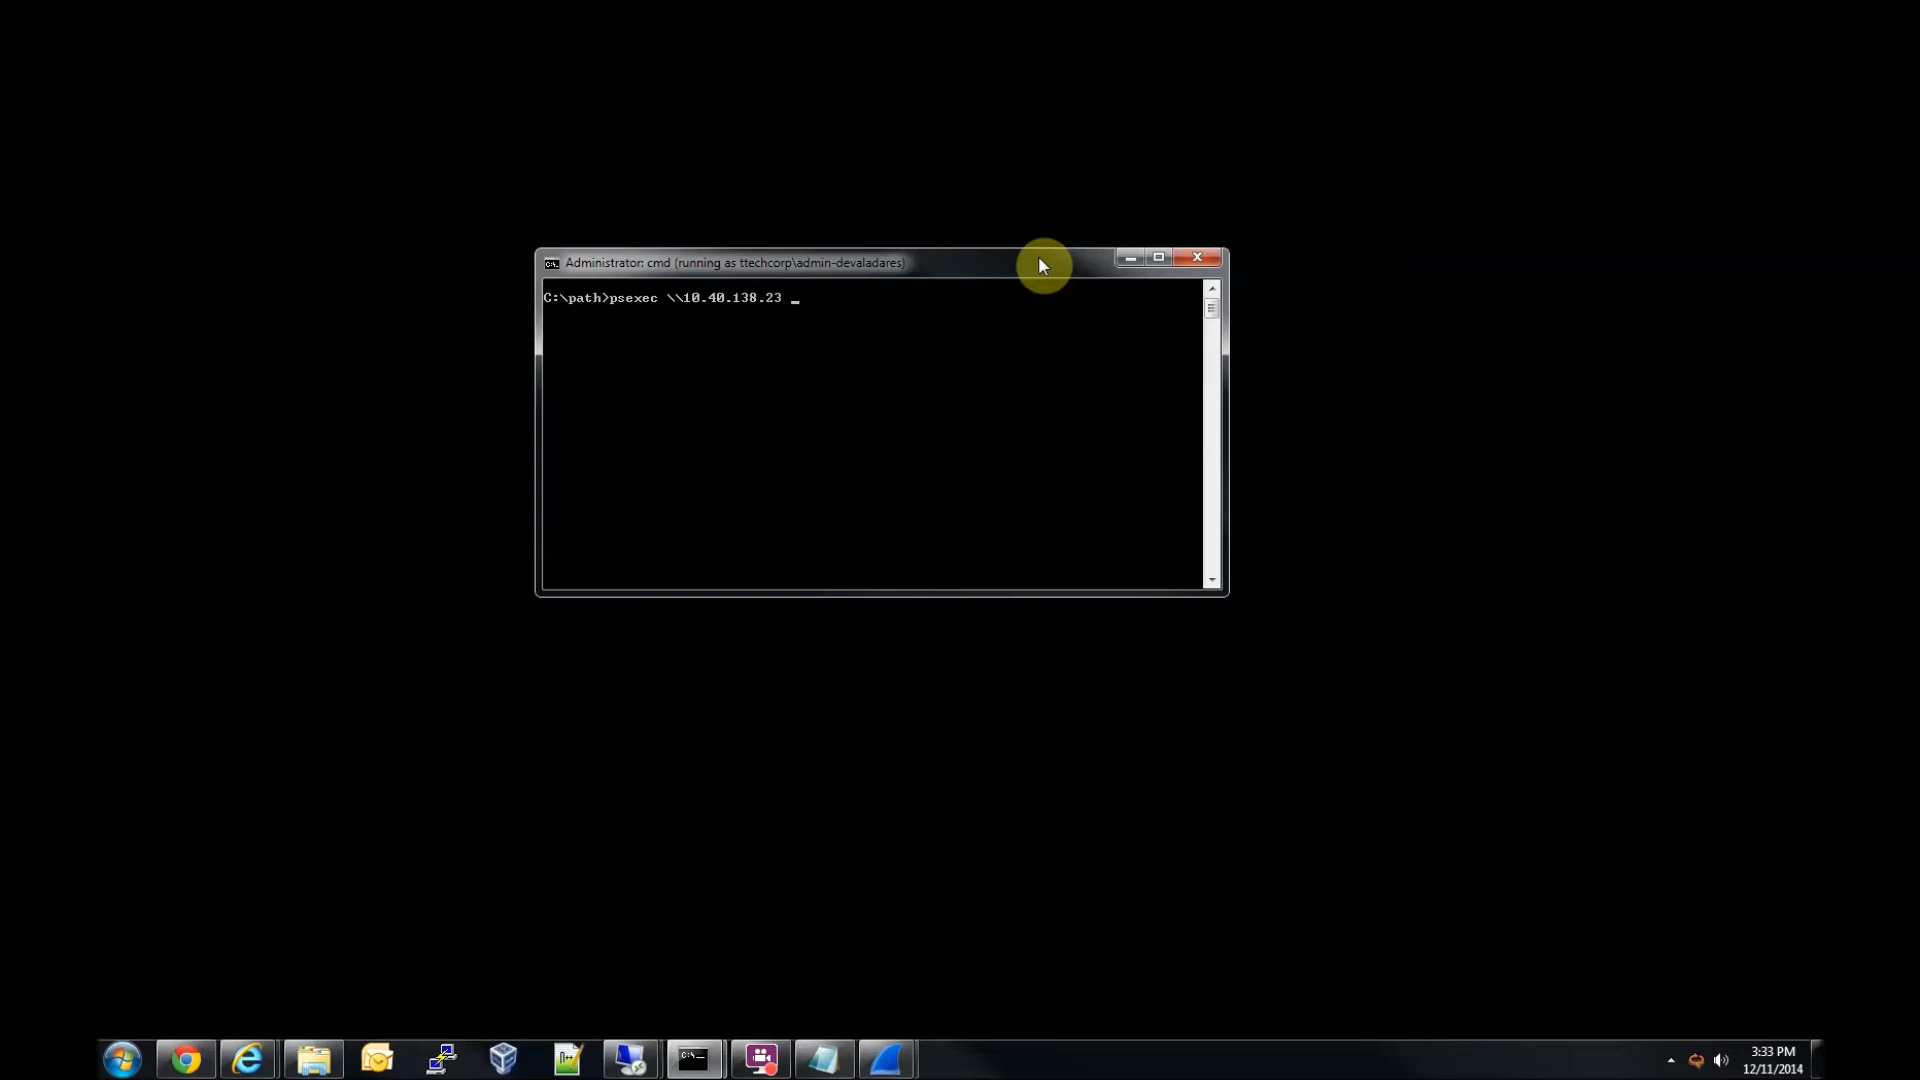 Administrator: cmd (running as ttechcorp\admin-devaladares)
C:\path>psexec \\10.40.138.23 _
3:33 PM
12/11/2014